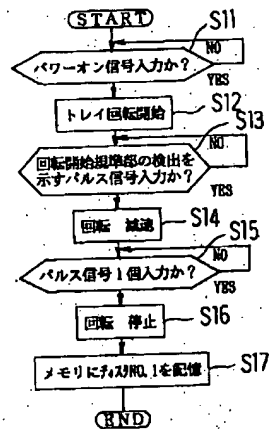 START
S11
パワーオン信号入力か?
NO
YES
S12
トレイ回転開始
S13
回転開始規準部の検出を
示すパルス信号入力か?
NO
YES
S14
回転 減速
S15
パルス信号1個入力か?
NO
YES
S16
回転 停止
S17
メモリにディスクNO.1を記憶
END